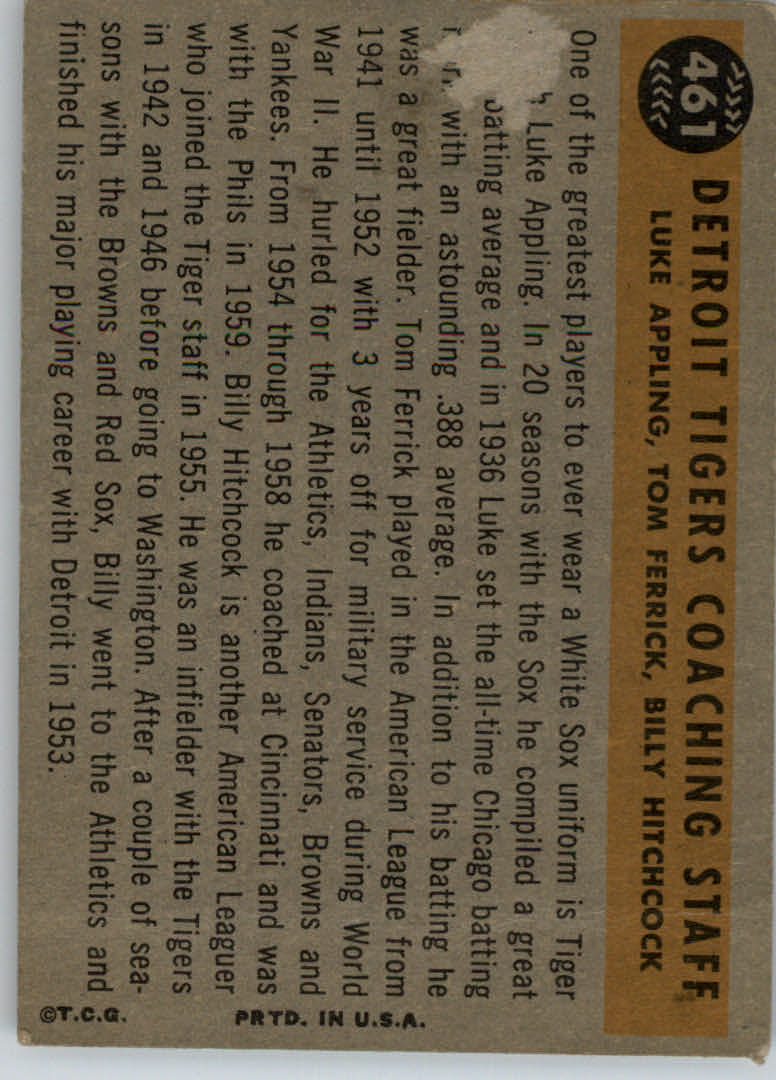 461
DETROIT TIGERS COACHING STAFF
LUKE APPLING, TOM FERRICK, BILLY HITCHCOCK
One of the greatest players to ever wear a White Sox uniform is Tiger
Luke Appling. In 20 seasons with the Sox he compiled a great
batting average and in 1936 Luke set the all-time Chicago batting
with an astounding .388 average. In addition to his batting he
was a great fielder. Tom Ferrick played in the American League from
1941 until 1952 with 3 years off for military service during World
War II. He hurled for the Athletics, Indians, Senators, Browns and
Yankees. From 1954 through 1958 he coached at Cincinnati and was
with the Phils in 1959. Billy Hitchcock is another American Leaguer
who joined the Tiger staff in 1955. He was an infielder with the Tigers
in 1942 and 1946 before going to Washington. After a couple of sea-
sons with the Browns and Red Sox, Billy went to the Athletics and
finished his major playing career with Detroit in 1953.
©T.C.G. PRTD. IN U.S.A.